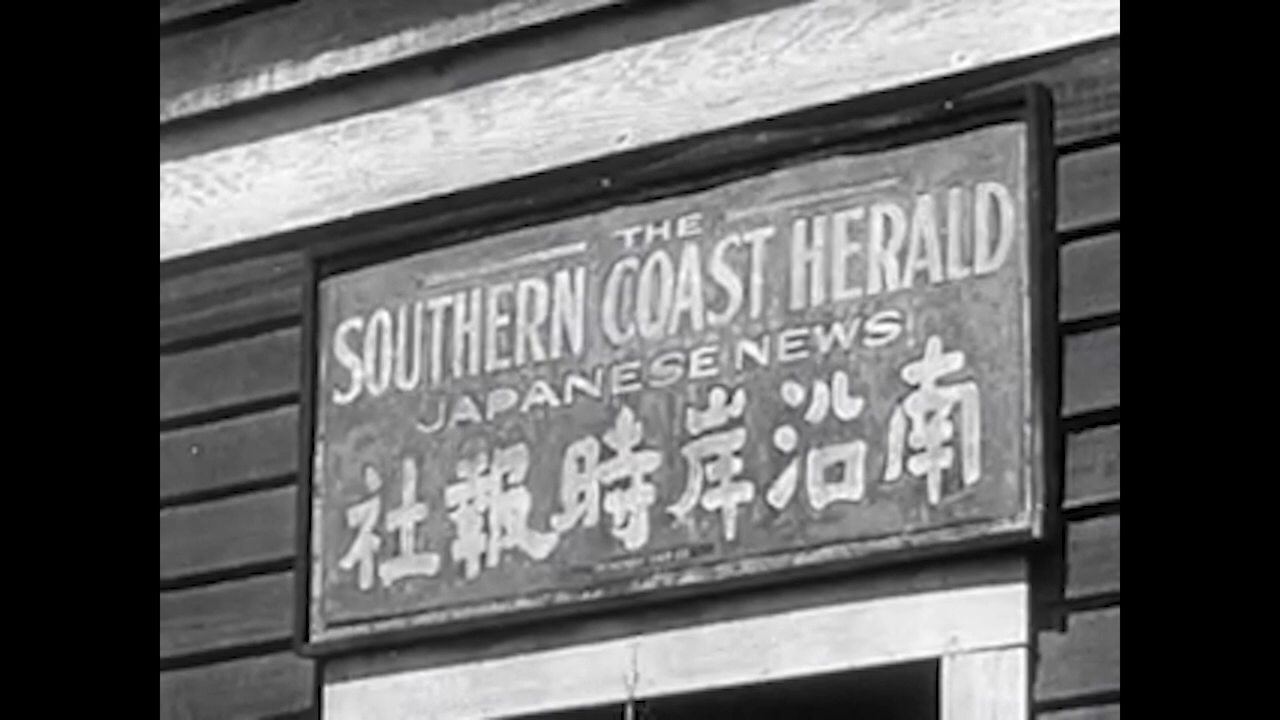 THE
SOUTHERN COAST HERALD
JAPANESE NEWS
南沿岸時報社